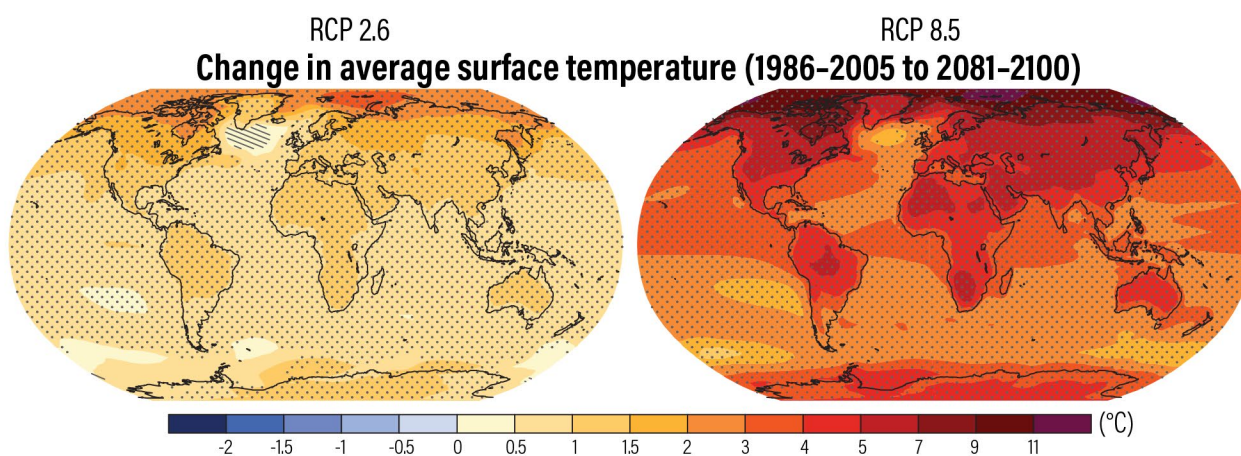 RCP 2.6 RCP 8.5
Change in average surface temperature (1986–2005 to 2081–2100)
-2 -1.5 -1 -0.5 0 0.5 1 1.5 2 3 4 5 7 9 11 (°C)